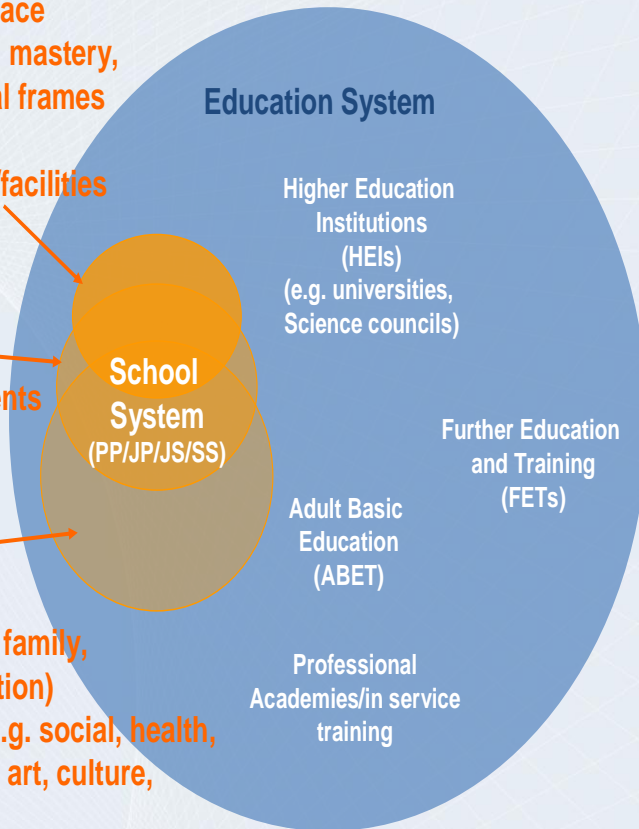 ace
mastery,
al frames
/facilities
ents
family,
tion)
.g. social, health,
art, culture,
Education System
Higher Education
Institutions
(HEIs)
(e.g. universities,
Science councils)
School
System
(PP/JP/JS/SS)
Further Education
and Training
(FETs)
Adult Basic
Education
(ABET)
Professional
Academies/in service
training